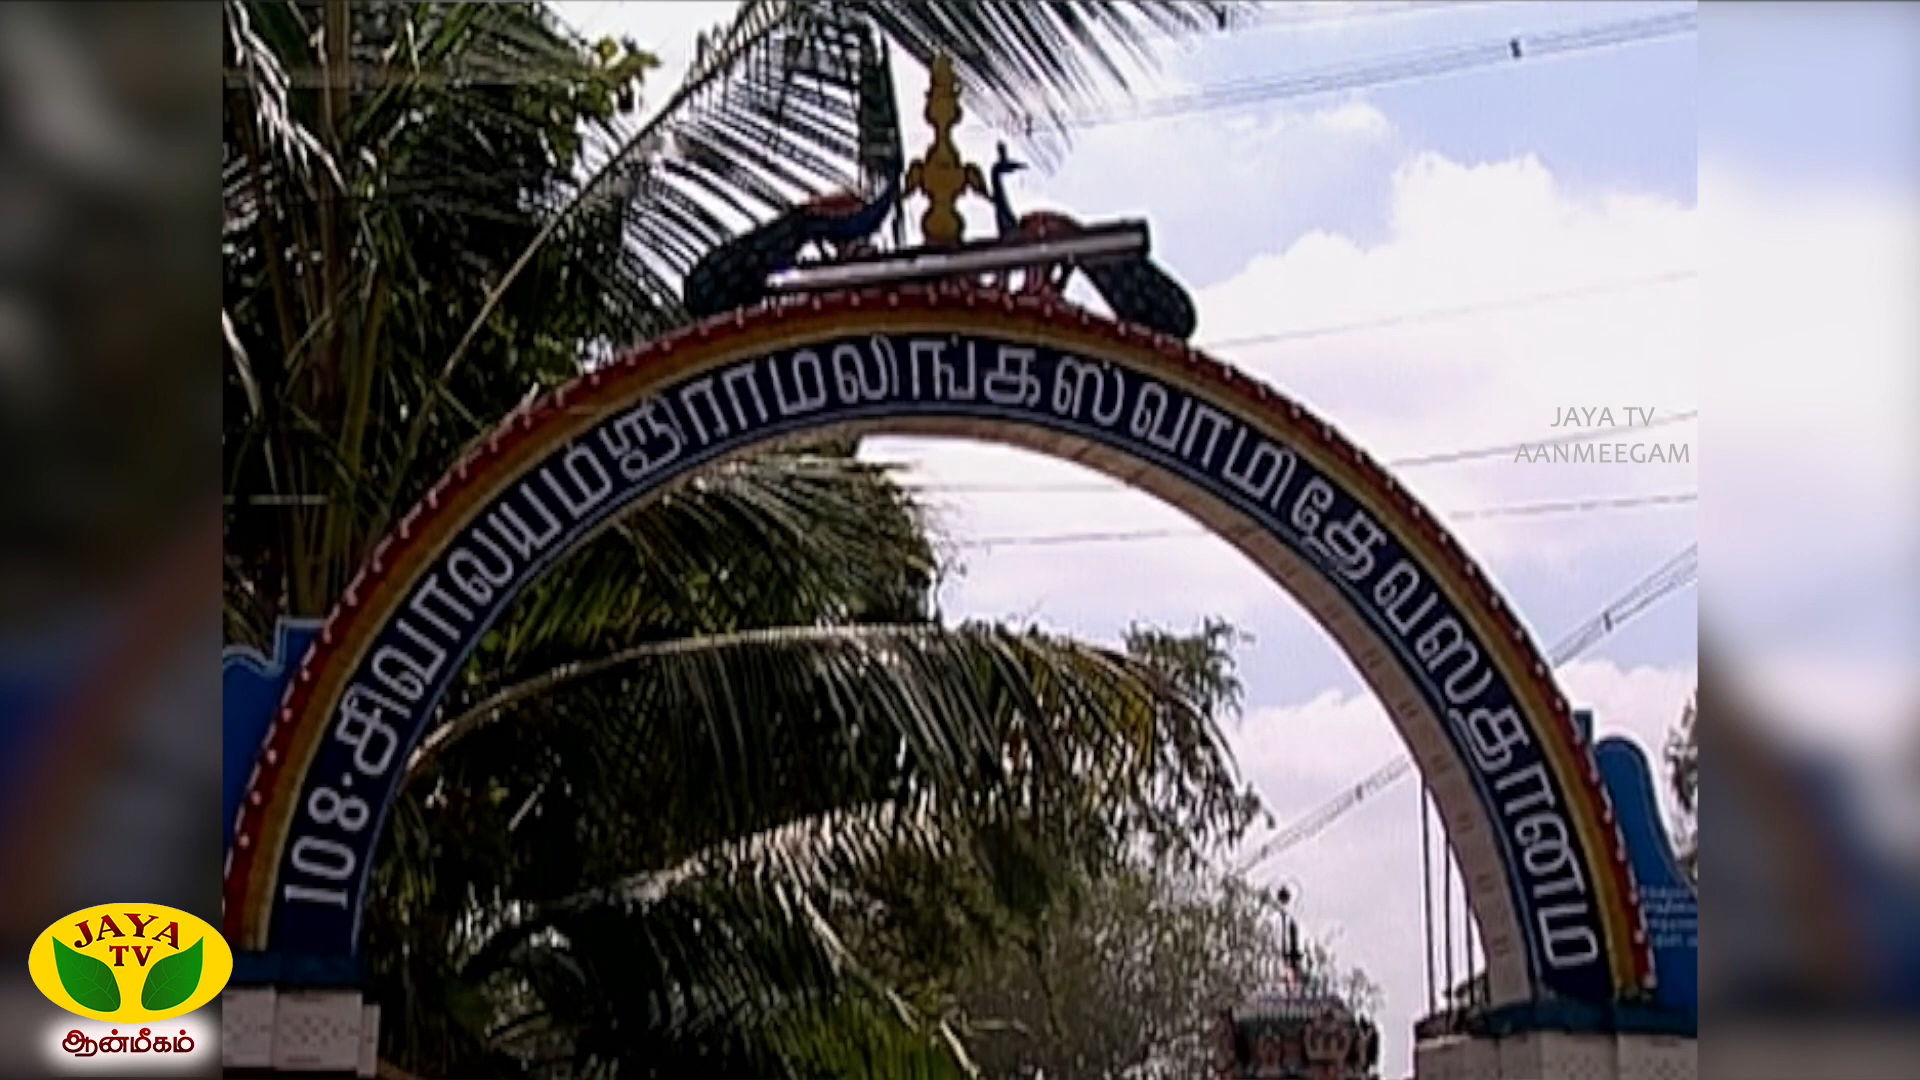 108·சிவாலயம் ஸ்ரீராமலிங்கஸ்வாமி தேவஸ்தானம்
JAYA TV
AANMEEGAM
JAYA
TV
ஆன்மீகம்